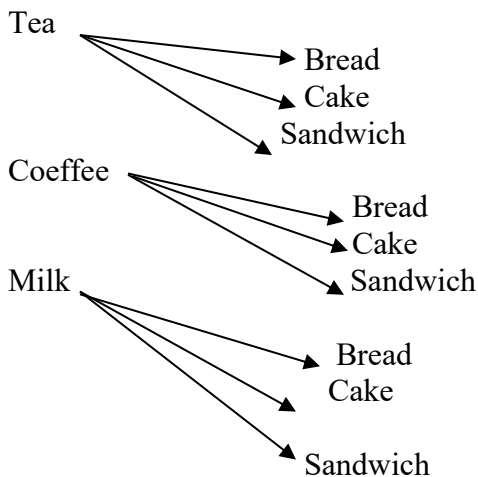 Tea
Bread
Cake
Sandwich
Coeffee
Bread
Cake
Milk
Sandwich
Bread
Cake
Sandwich